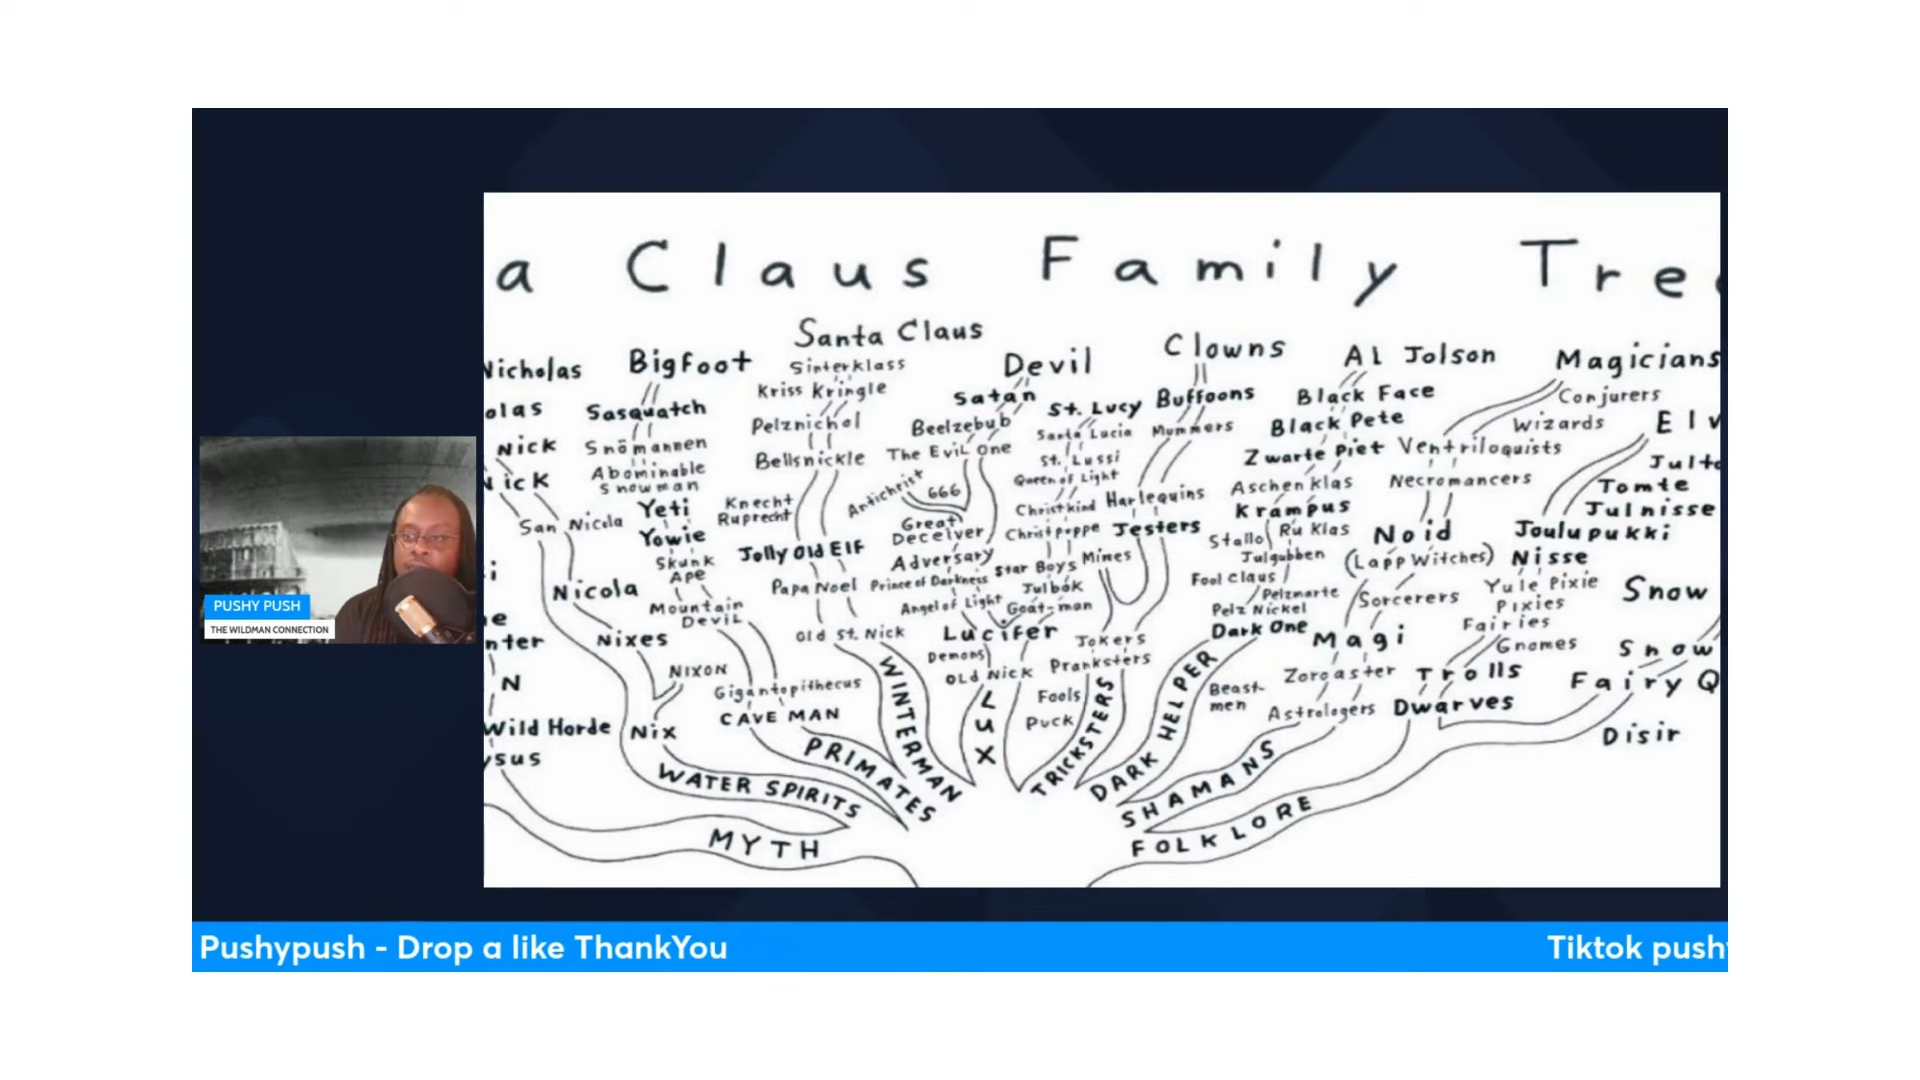 a Claus Family Tre
Santa Claus
Nicholas
Bigfoot
Sinterklass
Devil
Clowns
Al Jolson
Magicians
olas
Sasquatch
Kriss Kringle
Satan
St. Lucy
Buffoons
Black Face
Conjurers
Nick
Snömannen
Pelznichol
Beelzebub
Santa Lucia
Mummers
Black Pete
Wizards
Elv
Nick
Abominable
Snowman
Bellsnickle
The Evil One
St. Lussi
Zwarte Piet
Ventriloquists
Jult
San Nicola
Yeti
Knecht
Ruprecht
Antichrist
666
Queen of Light
Harlequins
Aschenklas
Necromancers
Tomte
Yowie
Jolly Old Elf
Great
Deceiver
Christkind
Jesters
Krampus
Noid
Julnisse
Skunk
Ape
Adversary
Christpoppe
Mimes
Stallo
Ru Klas
Joulupukki
Nicola
Papa Noel
Prince of Darkness
Star Boys
Julgubben
(Lapp Witches)
Nisse
Mountain
Devil
Angel of Light
Julbok
Fool Claus
Pelznarte
Sorcerers
Yule Pixie
Snow
Nixes
Old St. Nick
Lucifer
Goat-man
Jokers
Pelz Nickel
Pixies
nter
Nixon
Demons
Pranksters
Dark One
Magi
Fairies
Snow
N
Gigantopithecus
Old Nick
Fools
Beast-
men
Zoroaster
Trolls
Gnomes
Fairy Q
Wild Horde
Nix
CAVE MAN
Puck
Astrologers
Dwarves
Disir
sus
MYTH
WATER SPIRITS
PRIMATES
WINTERMAN
LUX
TRICKSTERS
DARK HELPER
SHAMANS
FOLKLORE
PUSHY PUSH
THE WILDMAN CONNECTION
Pushypush - Drop a like ThankYou
Tiktok push